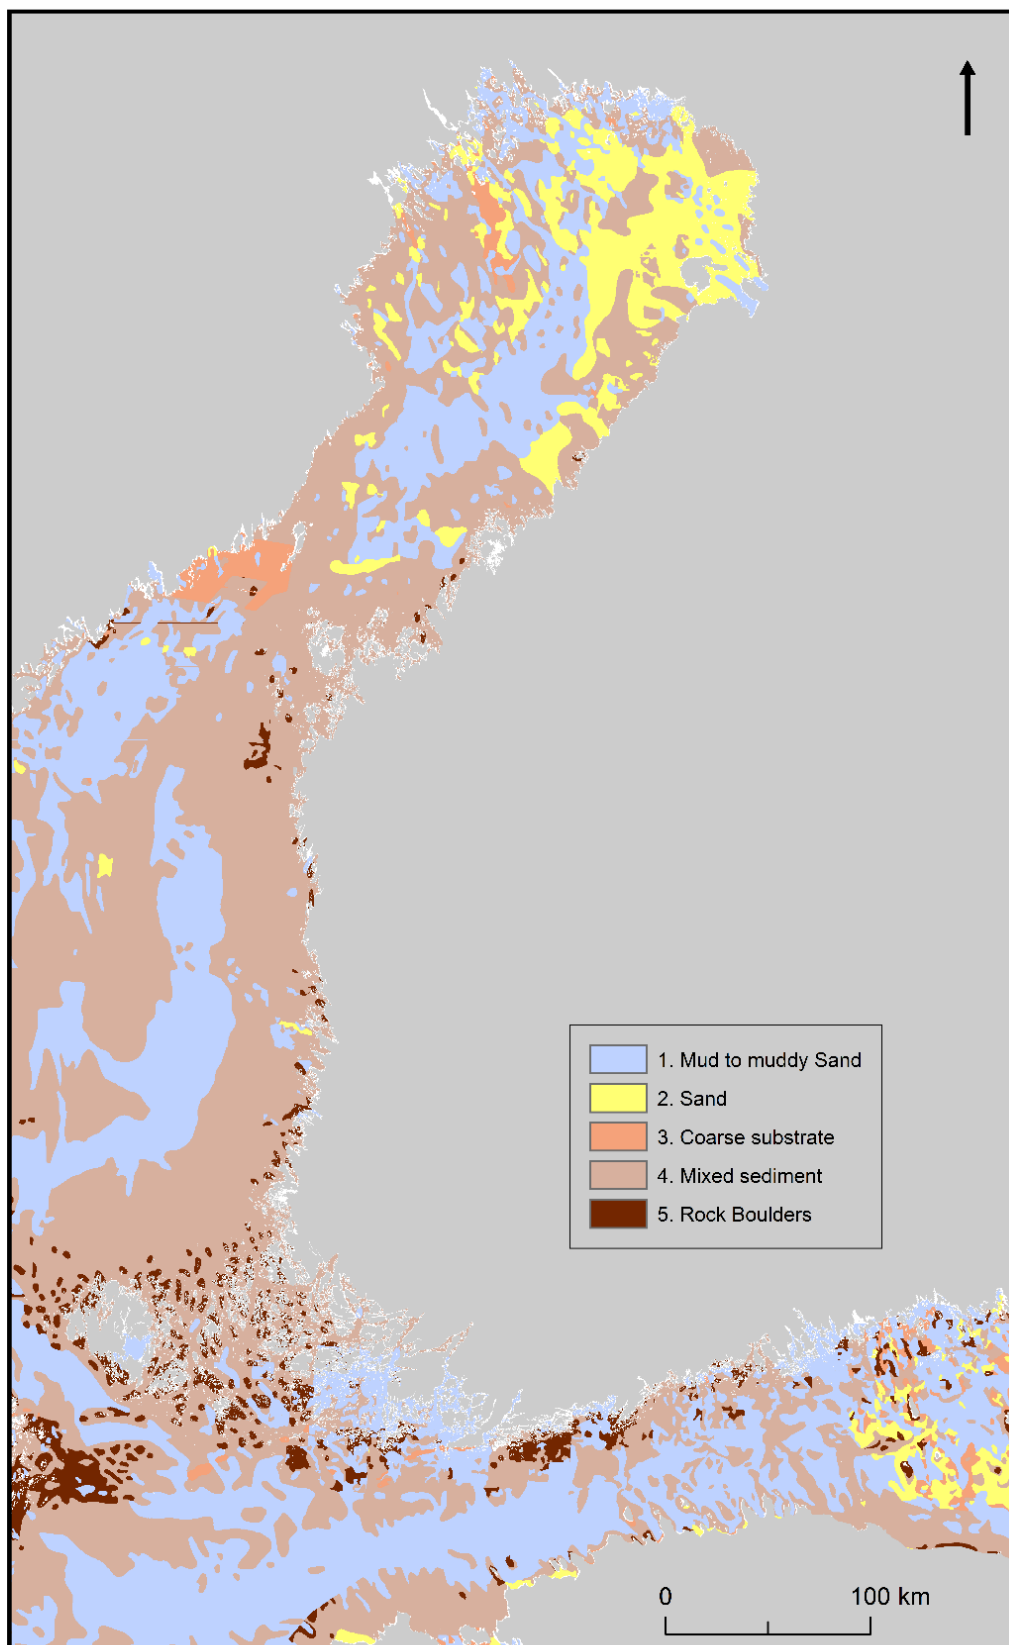 1. Mud to muddy Sand
2. Sand
3. Coarse substrate
4. Mixed sediment
5. Rock Boulders
0 100 km